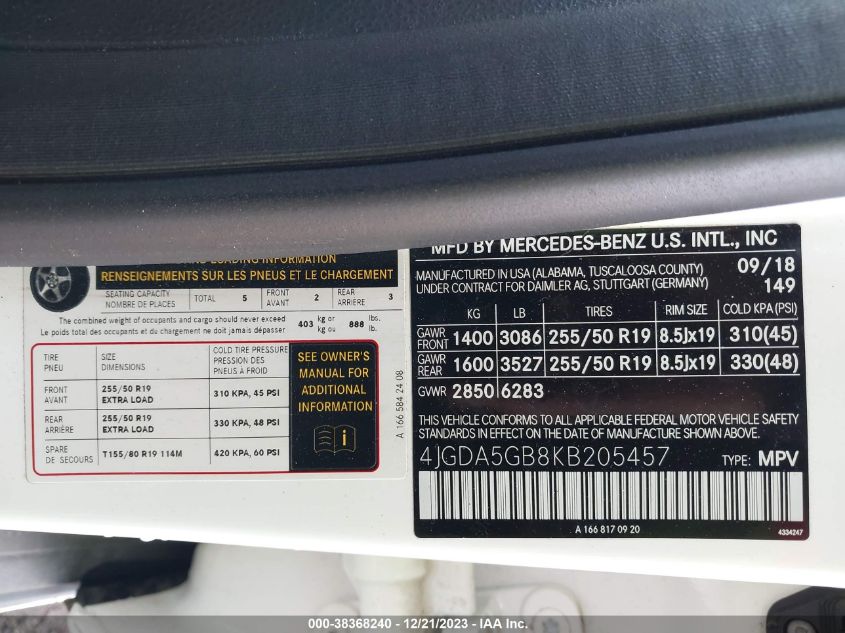 AND LOADING INFORMATION
RENSEIGNEMENTS SUR LES PNEUS ET LE CHARGEMENT
SEATING CAPACITY
NOMBRE DE PLACES
TOTAL 5
FRONT
AVANT
2
REAR
ARRIÈRE
3
The combined weight of occupants and cargo should never exceed
Le poids total des occupants et du chargement ne doit jamais dépasser
403 kg or
kg ou
888 lbs.
lb.
TIRE
PNEU
SIZE
DIMENSIONS
COLD TIRE PRESSURE
PRESSION DES
PNEUS À FROID
FRONT
AVANT
255/50 R19
EXTRA LOAD
310 KPA, 45 PSI
REAR
ARRIÈRE
255/50 R19
EXTRA LOAD
330 KPA, 48 PSI
SPARE
DE SECOURS
T155/80 R19 114M
420 KPA, 60 PSI
SEE OWNER'S
MANUAL FOR
ADDITIONAL
INFORMATION
i
A 166 584 24 08
MFD BY MERCEDES-BENZ U.S. INTL., INC
MANUFACTURED IN USA (ALABAMA, TUSCALOOSA COUNTY)
UNDER CONTRACT FOR DAIMLER AG, STUTTGART (GERMANY)
09/18
149
KG LB TIRES RIM SIZE COLD KPA (PSI)
GAWR
FRONT
1400 3086 255/50 R19 8.5Jx19 310(45)
GAWR
REAR
1600 3527 255/50 R19 8.5Jx19 330(48)
GVWR 2850 6283
THIS VEHICLE CONFORMS TO ALL APPLICABLE FEDERAL MOTOR VEHICLE SAFETY
STANDARDS IN EFFECT ON THE DATE OF MANUFACTURE SHOWN ABOVE.
4JGDA5GB8KB205457
TYPE: MPV
A 166 817 09 20
4334247
000-38368240 - 12/21/2023 - IAAI.COM